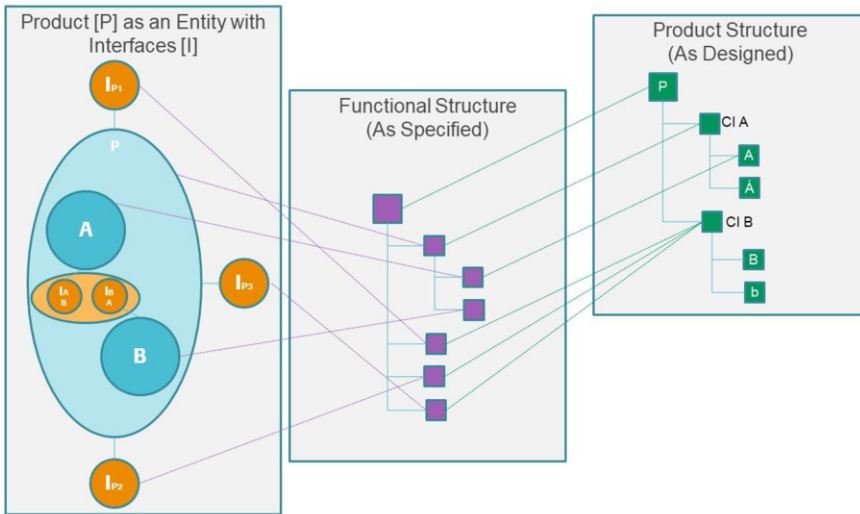 Product [P] as an Entity with
Interfaces [I]
IP1
P
A
IA
B
IB
A
B
IP3
IP2
Functional Structure
(As Specified)
Product Structure
(As Designed)
P
CI A
A
Á
CI B
B
b